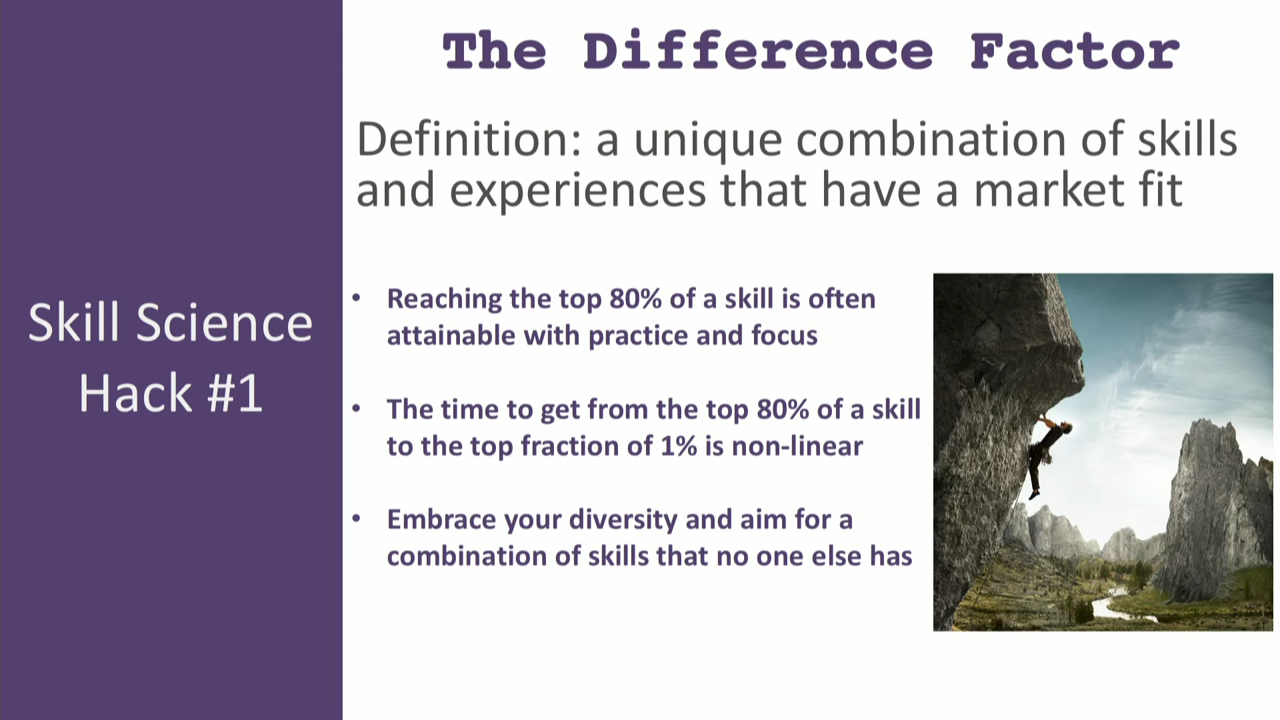 Skill Science
Hack #1
The Difference Factor
Definition: a unique combination of skills
and experiences that have a market fit
• Reaching the top 80% of a skill is often
attainable with practice and focus
• The time to get from the top 80% of a skill
to the top fraction of 1% is non-linear
• Embrace your diversity and aim for a
combination of skills that no one else has